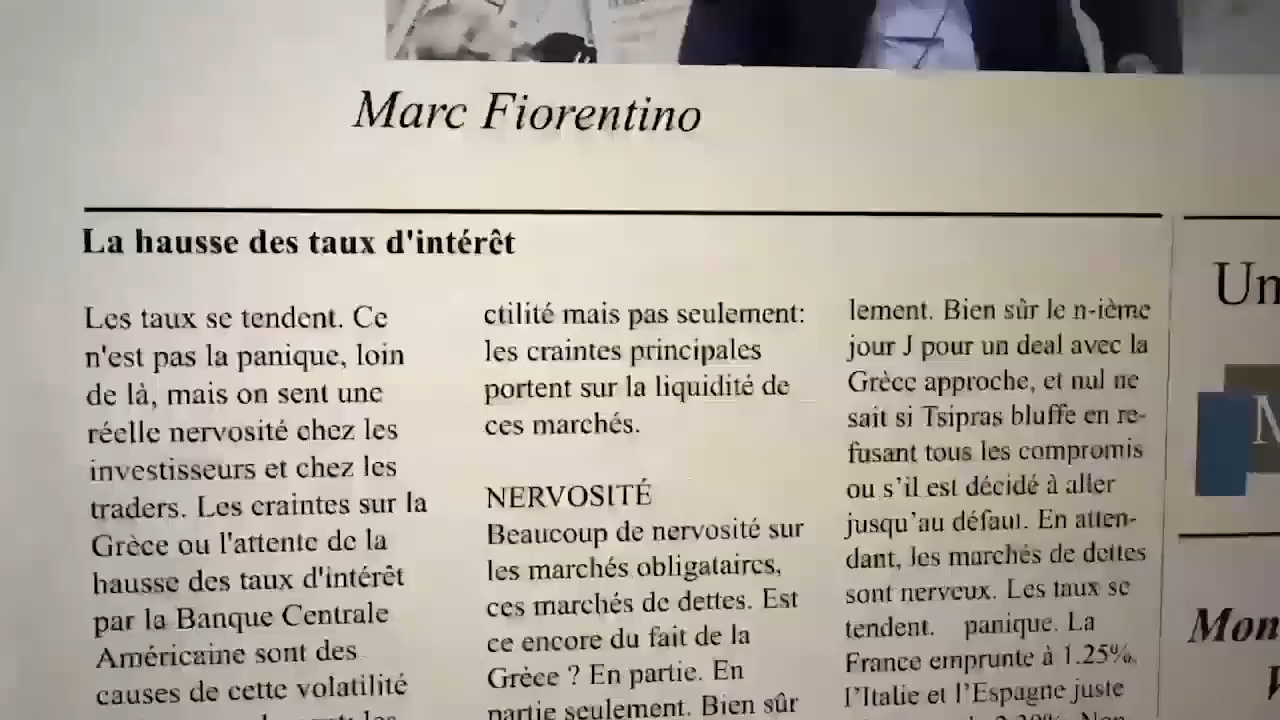 Marc Fiorentino
La hausse des taux d'intérêt
Les taux se tendent. Ce
n'est pas la panique, loin
de là, mais on sent une
réelle nervosité chez les
investisseurs et chez les
traders. Les craintes sur la
Grèce ou l'attente de la
hausse des taux d'intérêt
par la Banque Centrale
Américaine sont des
causes de cette volatilité
ctilité mais pas seulement:
les craintes principales
portent sur la liquidité de
ces marchés.
NERVOSITÉ
Beaucoup de nervosité sur
les marchés obligataires,
ces marchés de dettes. Est
ce encore du fait de la
Grèce ? En partie. En
partie seulement. Bien sûr
lement. Bien sûr le n-ième
jour J pour un deal avec la
Grèce approche, et nul ne
sait si Tsipras bluffe en re-
fusant tous les compromis
ou s’il est décidé à aller
jusqu’au défaut. En atten-
dant, les marchés de dettes
sont nerveux. Les taux se
tendent. panique. La
France emprunte à 1.25%,
l’Italie et l’Espagne juste
Un
M
Mon